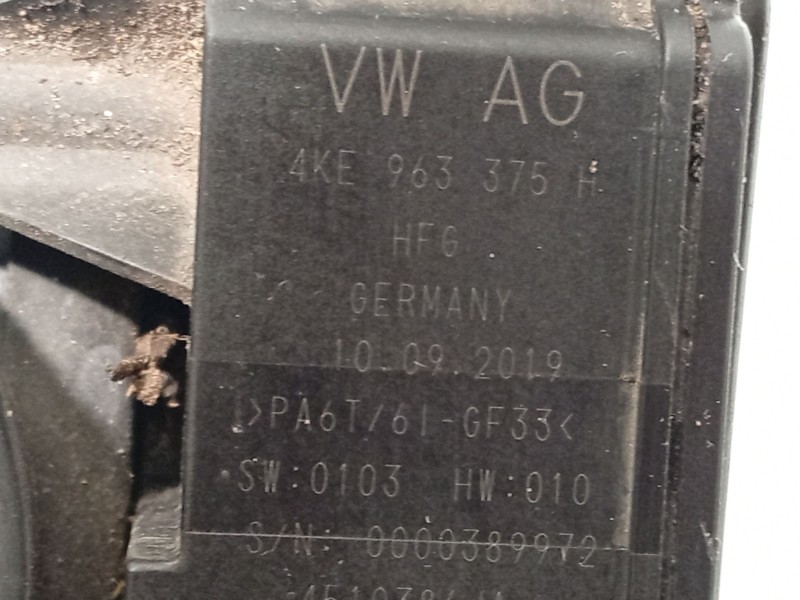 VW AG
4KE 963 375 H
HFG
GERMANY
10.09.2019
>PA6T/6I-GF33<
SW:0103 HW:010
S/N: 0000389972